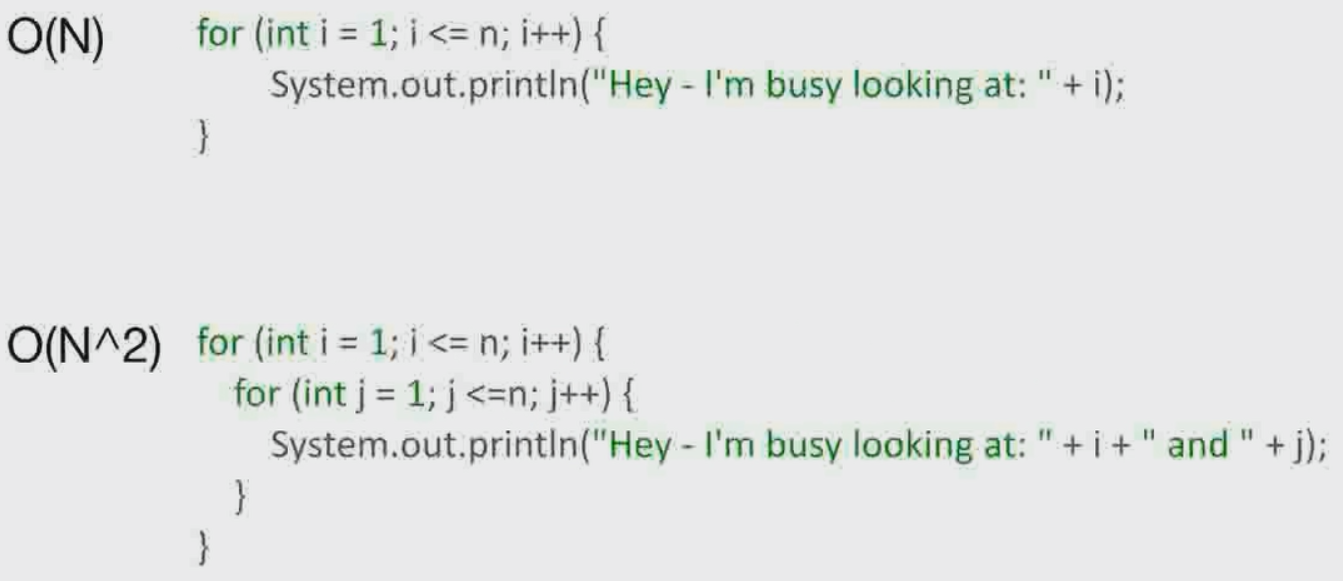 O(N) for (int i = 1; i <= n; i++) {
System.out.println("Hey - I'm busy looking at: " + i);
}
O(N^2) for (int i = 1; i <= n; i++) {
for (int j = 1; j <=n; j++) {
System.out.println("Hey - I'm busy looking at: " + i + " and " + j);
}
}